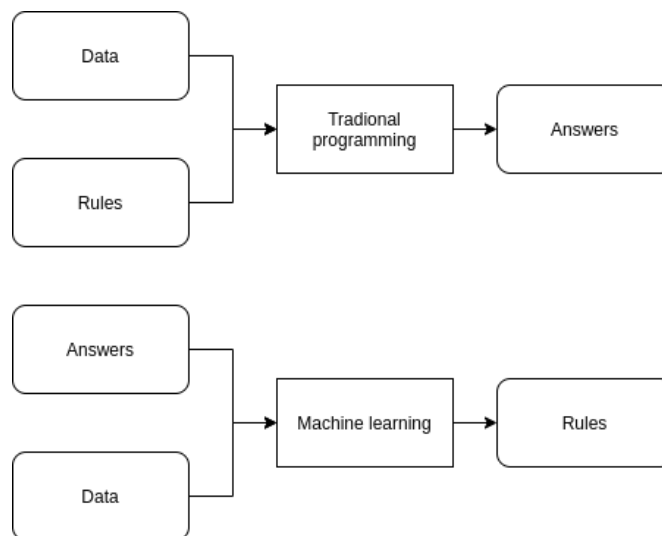 Data
Rules
Tradional
programming
Answers
Answers
Data
Machine learning
Rules